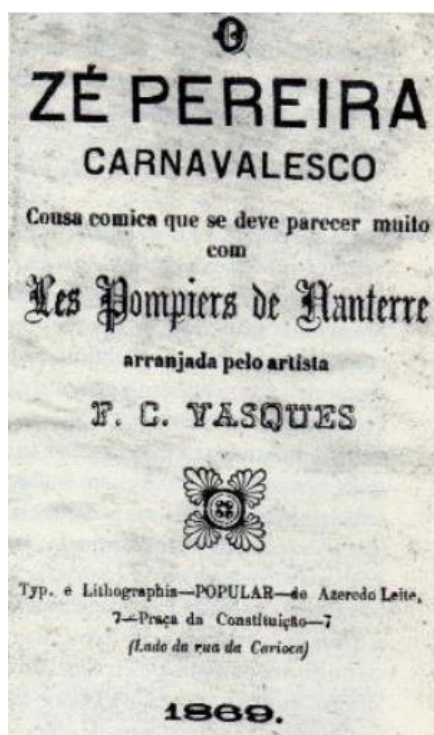 O
ZÉ PEREIRA
CARNAVALESCO
Cousa comica que se deve parecer muito
com
Les Pompiers de Nanterre
arranjada pelo artista
F. C. VASQUES
Typ. e Lithographia—POPULAR—de Azeredo Leite,
7—Praça da Constituição—7
(Lado da rua da Carioca)
1869.